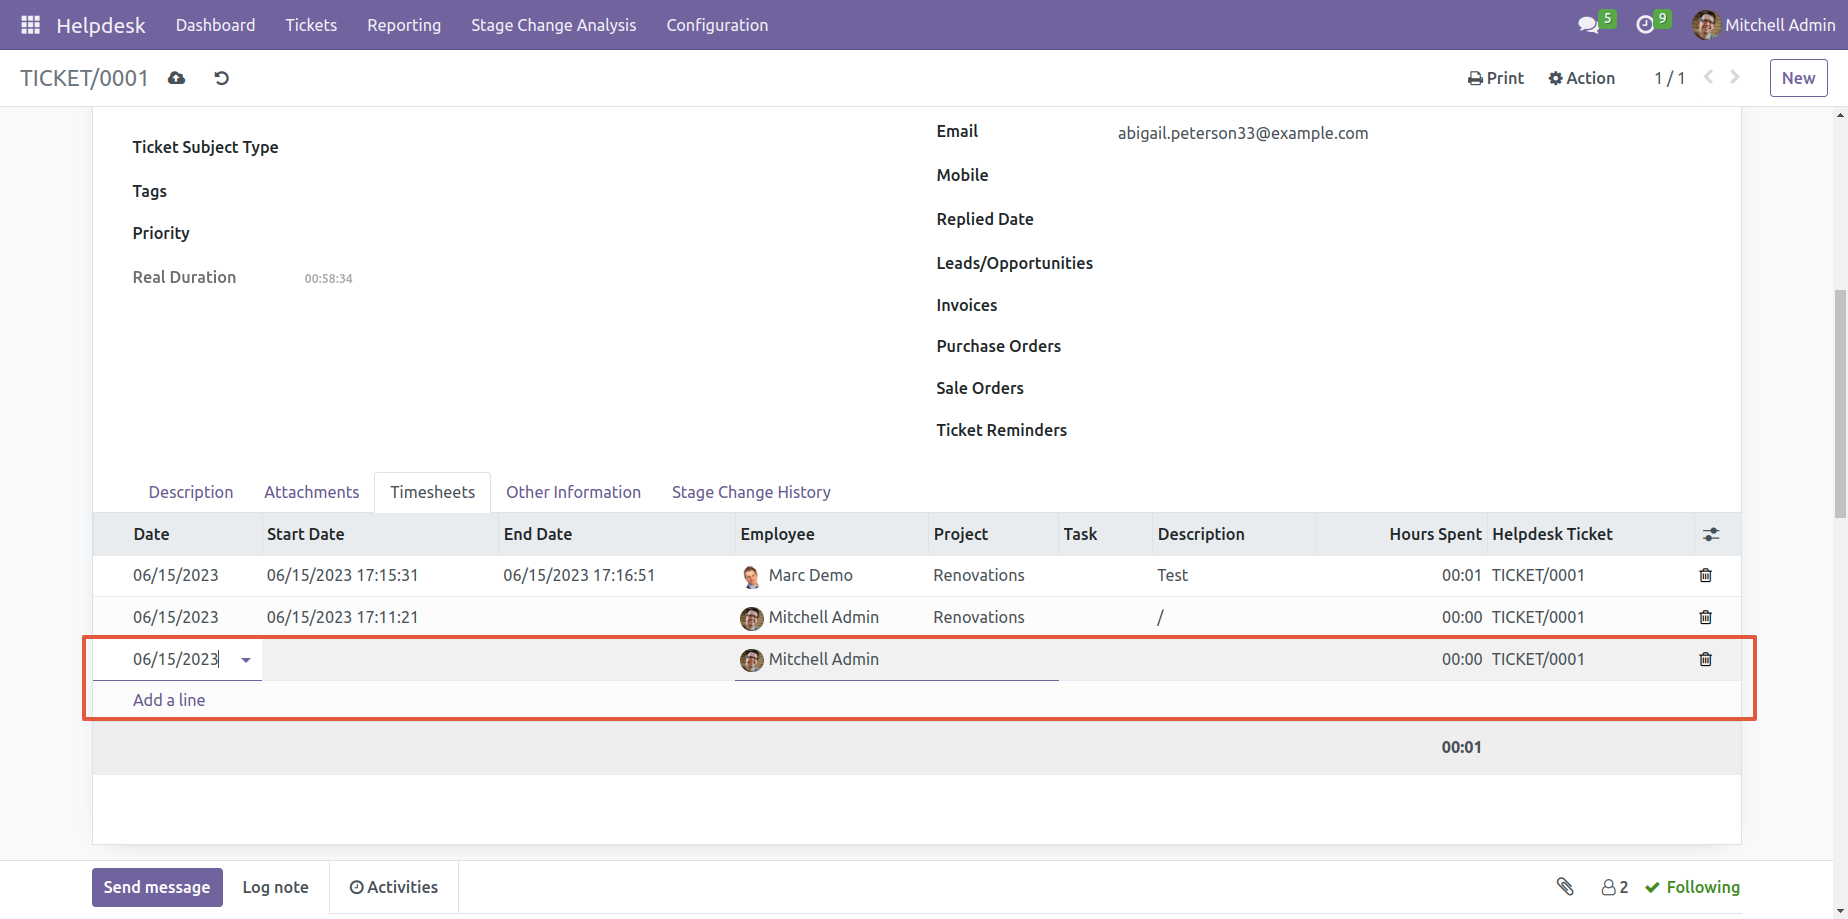 Helpdesk Dashboard Tickets Reporting Stage Change Analysis Configuration 5 9 Mitchell Admin
TICKET/0001 Print Action 1 / 1 New
Email abigail.peterson33@example.com
Ticket Subject Type
Mobile
Tags
Replied Date
Priority
Leads/Opportunities
Real Duration 00:58:34
Invoices
Purchase Orders
Sale Orders
Ticket Reminders
Description Attachments Timesheets Other Information Stage Change History
Date Start Date End Date Employee Project Task Description Hours Spent Helpdesk Ticket
06/15/2023 06/15/2023 17:15:31 06/15/2023 17:16:51 Marc Demo Renovations Test 00:01 TICKET/0001
06/15/2023 06/15/2023 17:11:21 Mitchell Admin Renovations / 00:00 TICKET/0001
06/15/2023 Mitchell Admin 00:00 TICKET/0001
Add a line
00:01
Send message Log note Activities 2 Following